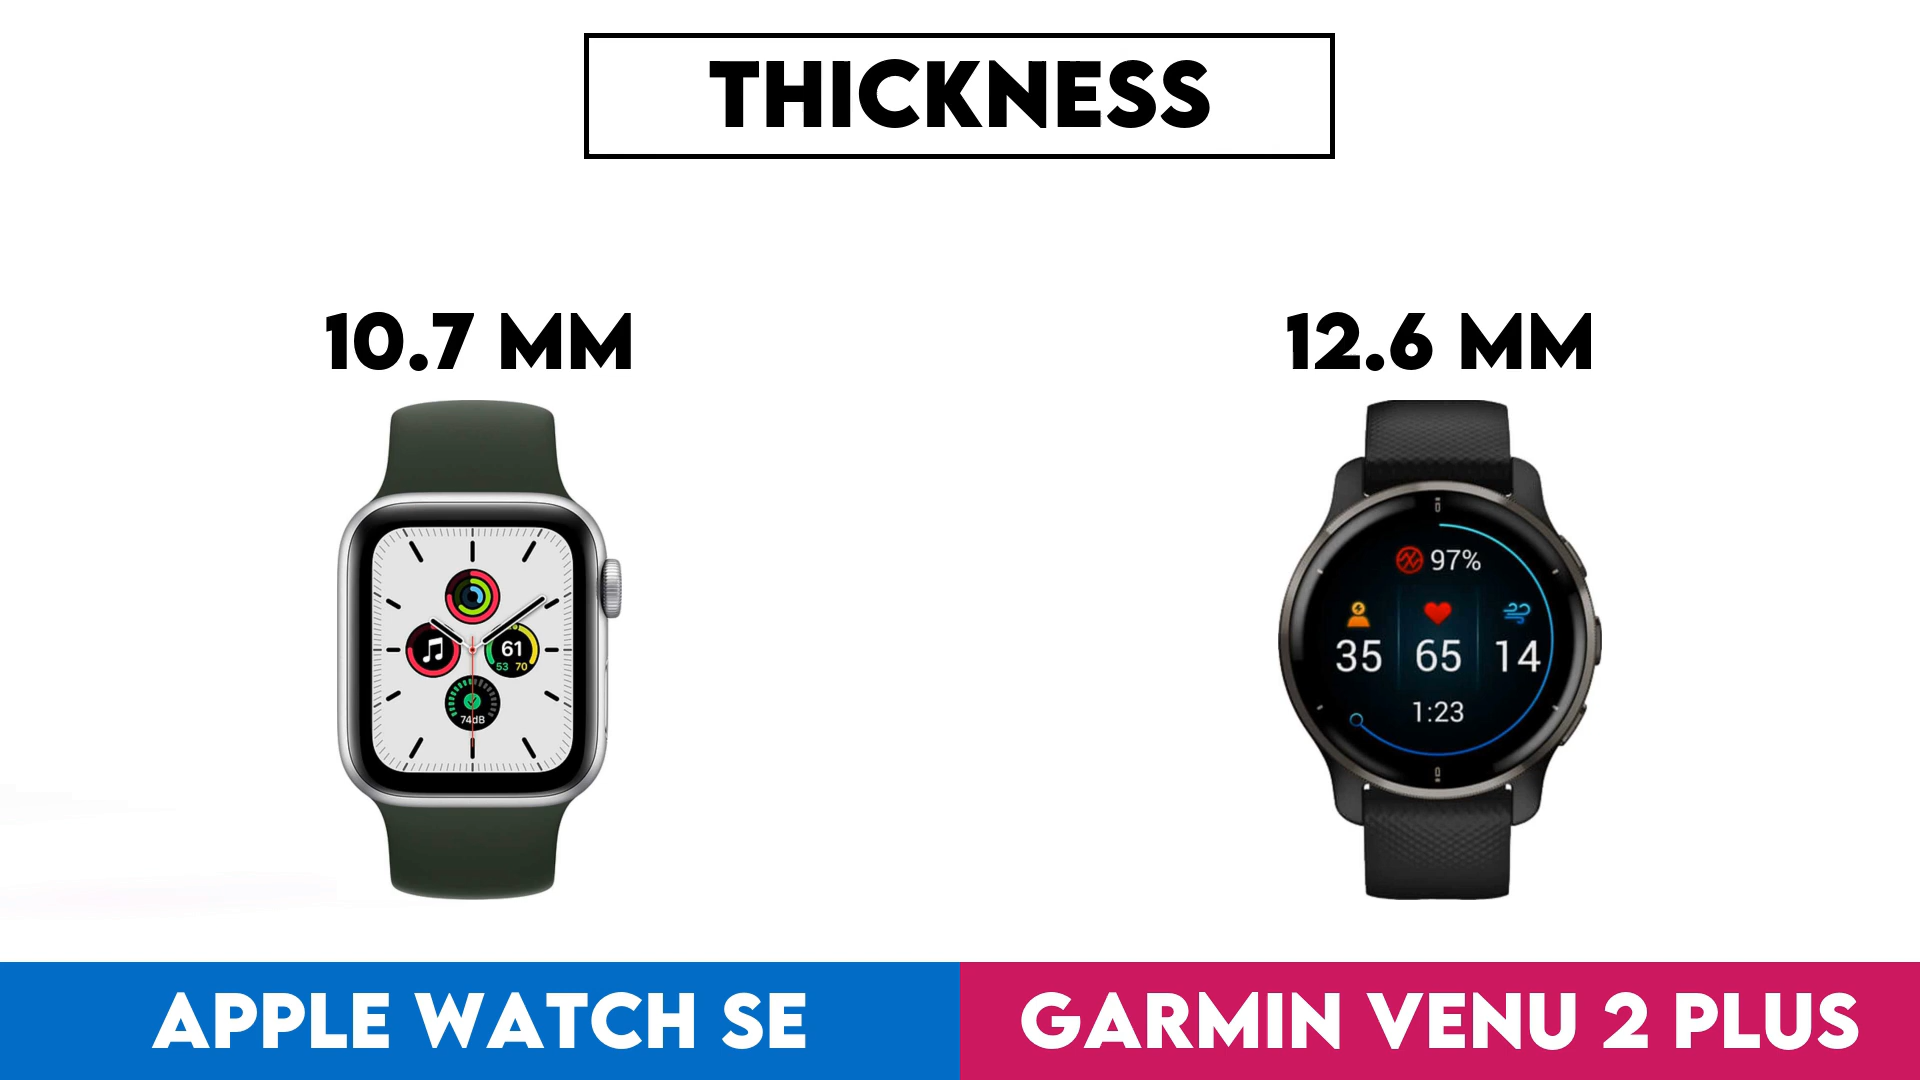 THICKNESS
10.7 MM
12.6 MM
61
53 70
74dB
97%
35 65 14
1:23
APPLE WATCH SE
GARMIN VENU 2 PLUS